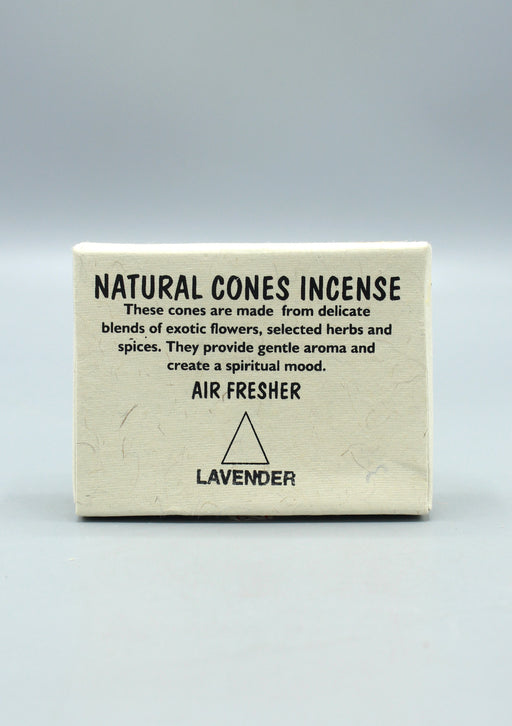 NATURAL CONES INCENSE
These cones are made from delicate
blends of exotic flowers, selected herbs and
spices. They provide gentle aroma and
create a spiritual mood.
AIR FRESHER
LAVENDER